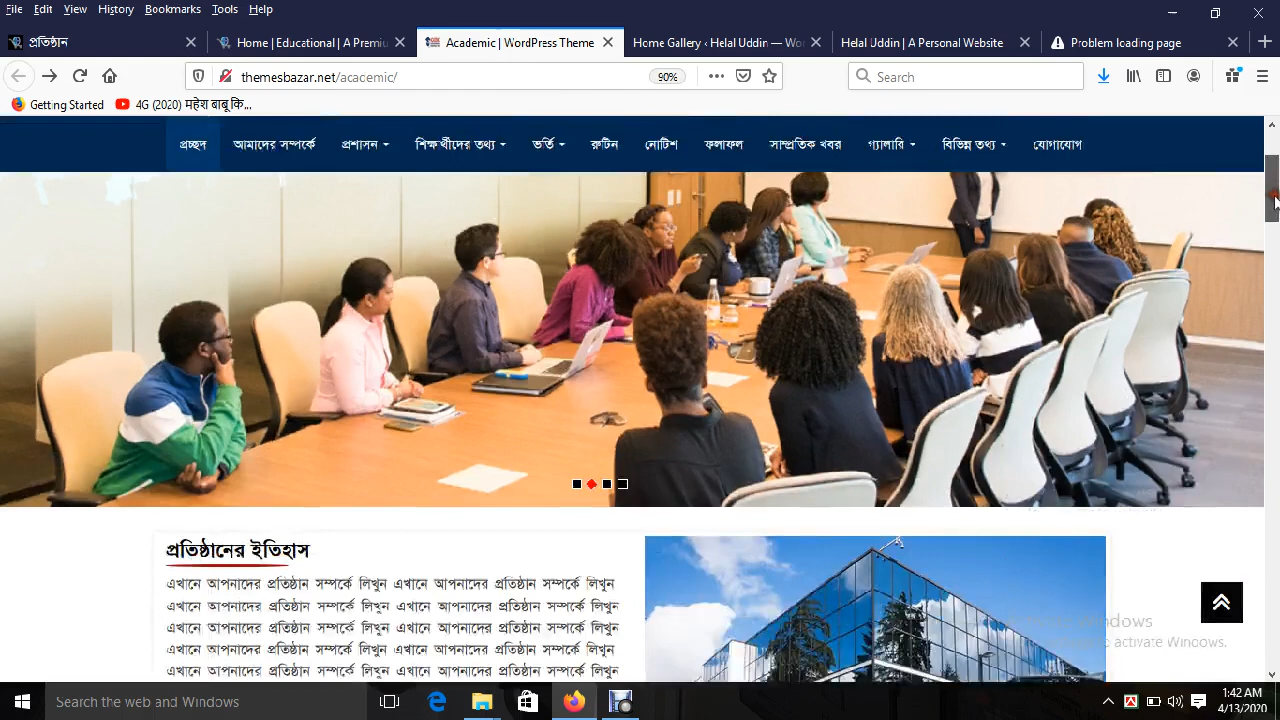 File Edit View History Bookmarks Tools Help
প্রতিষ্ঠান
Home | Educational | A Premiu
Academic | WordPress Theme
Home Gallery ‹ Helal Uddin — Wor
Helal Uddin | A Personal Website
Problem loading page
themesbazar.net/academic/
90%
Search
Getting Started
4G (2020) महेश बाबू कि...
প্রচ্ছদ আমাদের সম্পর্কে প্রশাসন শিক্ষার্থীদের তথ্য ভর্তি রুটিন নোটিশ ফলাফল সাম্প্রতিক খবর গ্যালারি বিভিন্ন তথ্য যোগাযোগ
প্রতিষ্ঠানের ইতিহাস
এখানে আপনাদের প্রতিষ্ঠান সম্পর্কে লিখুন এখানে আপনাদের প্রতিষ্ঠান সম্পর্কে লিখুন
এখানে আপনাদের প্রতিষ্ঠান সম্পর্কে লিখুন এখানে আপনাদের প্রতিষ্ঠান সম্পর্কে লিখুন
এখানে আপনাদের প্রতিষ্ঠান সম্পর্কে লিখুন এখানে আপনাদের প্রতিষ্ঠান সম্পর্কে লিখুন
এখানে আপনাদের প্রতিষ্ঠান সম্পর্কে লিখুন এখানে আপনাদের প্রতিষ্ঠান সম্পর্কে লিখুন
এখানে আপনাদের প্রতিষ্ঠান সম্পর্কে লিখুন এখানে আপনাদের প্রতিষ্ঠান সম্পর্কে লিখুন
to activate Windows.
Search the web and Windows
1:42 AM
4/13/2020